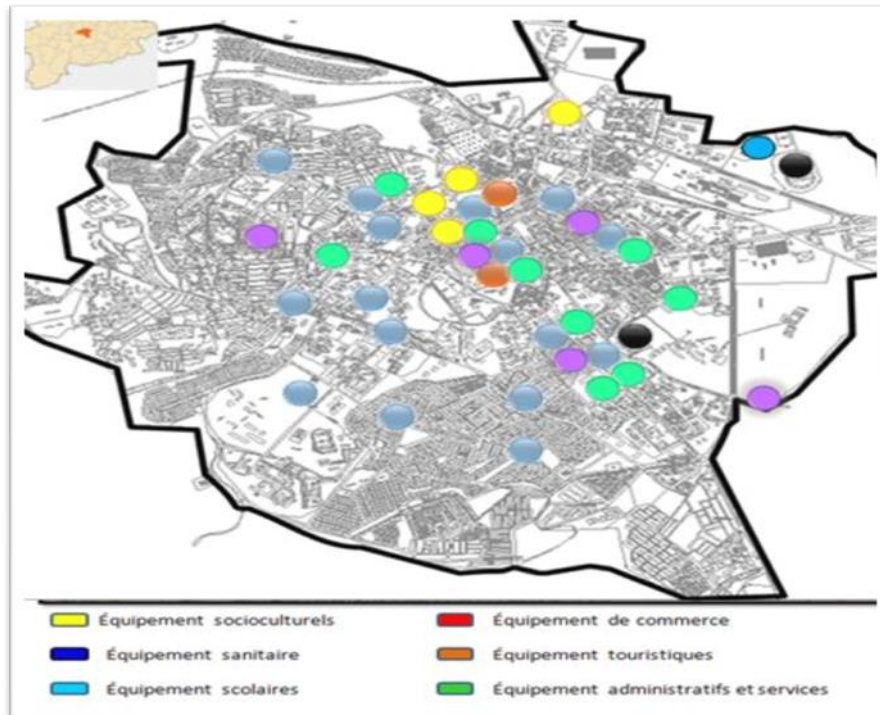 Équipement socioculturels
Équipement de commerce
Équipement sanitaire
Équipement touristiques
Équipement scolaires
Équipement administratifs et services